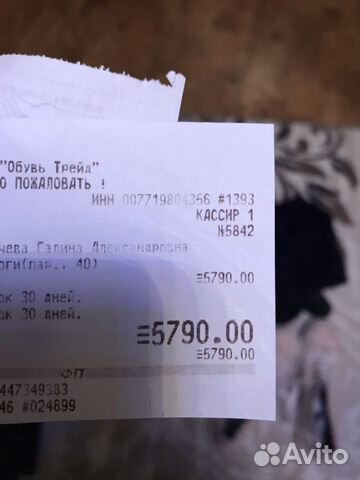 "Обувь Трейд"
О ПОЖАЛОВАТЬ !
ИНН 007719804356 #1393
КАССИР 1
№5842
чева Галина Александровна
оги(пар.. 40)
≡5790.00
ок 30 дней.
ок 30 дней.
≡5790.00
≡5790.00
ФП
447349383
46 #024899
Avito